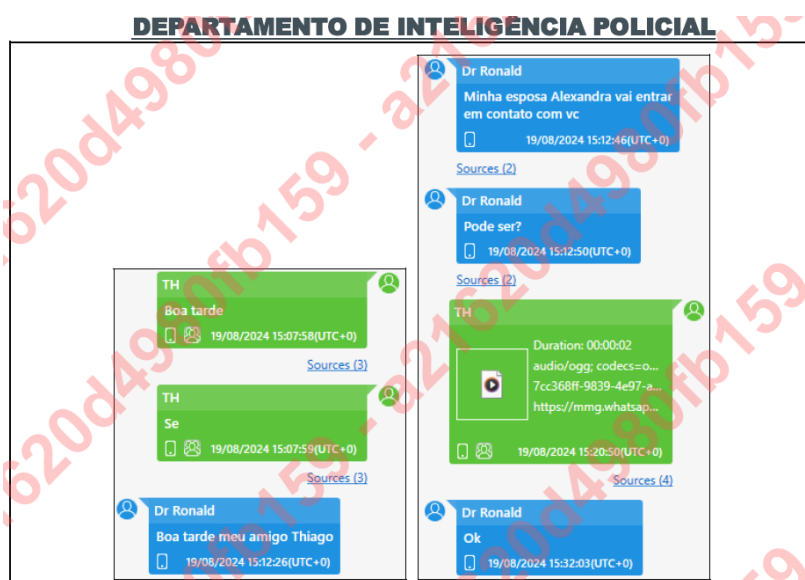 DEPARTAMENTO DE INTELIGÊNCIA POLICIAL
TH
Boa tarde
19/08/2024 15:07:58(UTC+0)
Sources (3)
TH
Se
19/08/2024 15:07:59(UTC+0)
Sources (3)
Dr Ronald
Boa tarde meu amigo Thiago
19/08/2024 15:12:26(UTC+0)
Dr Ronald
Minha esposa Alexandra vai entrar
em contato com vc
19/08/2024 15:12:46(UTC+0)
Sources (2)
Dr Ronald
Pode ser?
19/08/2024 15:12:50(UTC+0)
Sources (2)
TH
Duration: 00:00:02
audio/ogg; codecs=o...
7cc368ff-9839-4e97-a...
https://mmg.whatsap...
19/08/2024 15:20:50(UTC+0)
Sources (4)
Dr Ronald
Ok
19/08/2024 15:32:03(UTC+0)